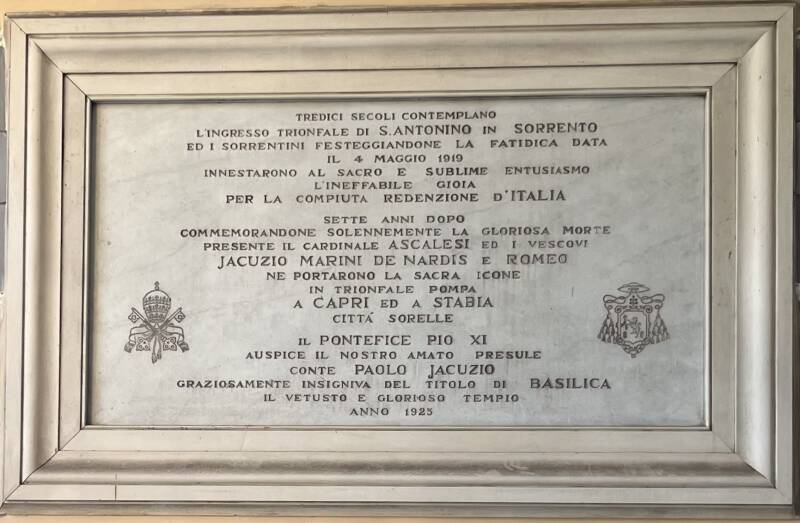 TREDICI SECOLI CONTEMPLANO
L'INGRESSO TRIONFALE DI S. ANTONINO IN SORRENTO
ED I SORRENTINI FESTEGGIANDONE LA FATIDICA DATA
IL 4 MAGGIO 1919
INNESTARONO AL SACRO E SUBLIME ENTUSIASMO
L'INEFFABILE GIOIA
PER LA COMPIUTA REDENZIONE D'ITALIA
SETTE ANNI DOPO
COMMEMORANDONE SOLENNEMENTE LA GLORIOSA MORTE
PRESENTE IL CARDINALE ASCALESI ED I VESCOVI
JACUZIO MARINI DE NARDIS E ROMEO
NE PORTARONO LA SACRA ICONE
IN TRIONFALE POMPA
A CAPRI ED A STABIA
CITTÁ SORELLE
IL PONTEFICE PIO XI
AUSPICE IL NOSTRO AMATO PRESULE
CONTE PAOLO JACUZIO
GRAZIOSAMENTE INSIGNIVA DEL TITOLO DI BASILICA
IL VETUSTO E GLORIOSO TEMPIO
ANNO 1925